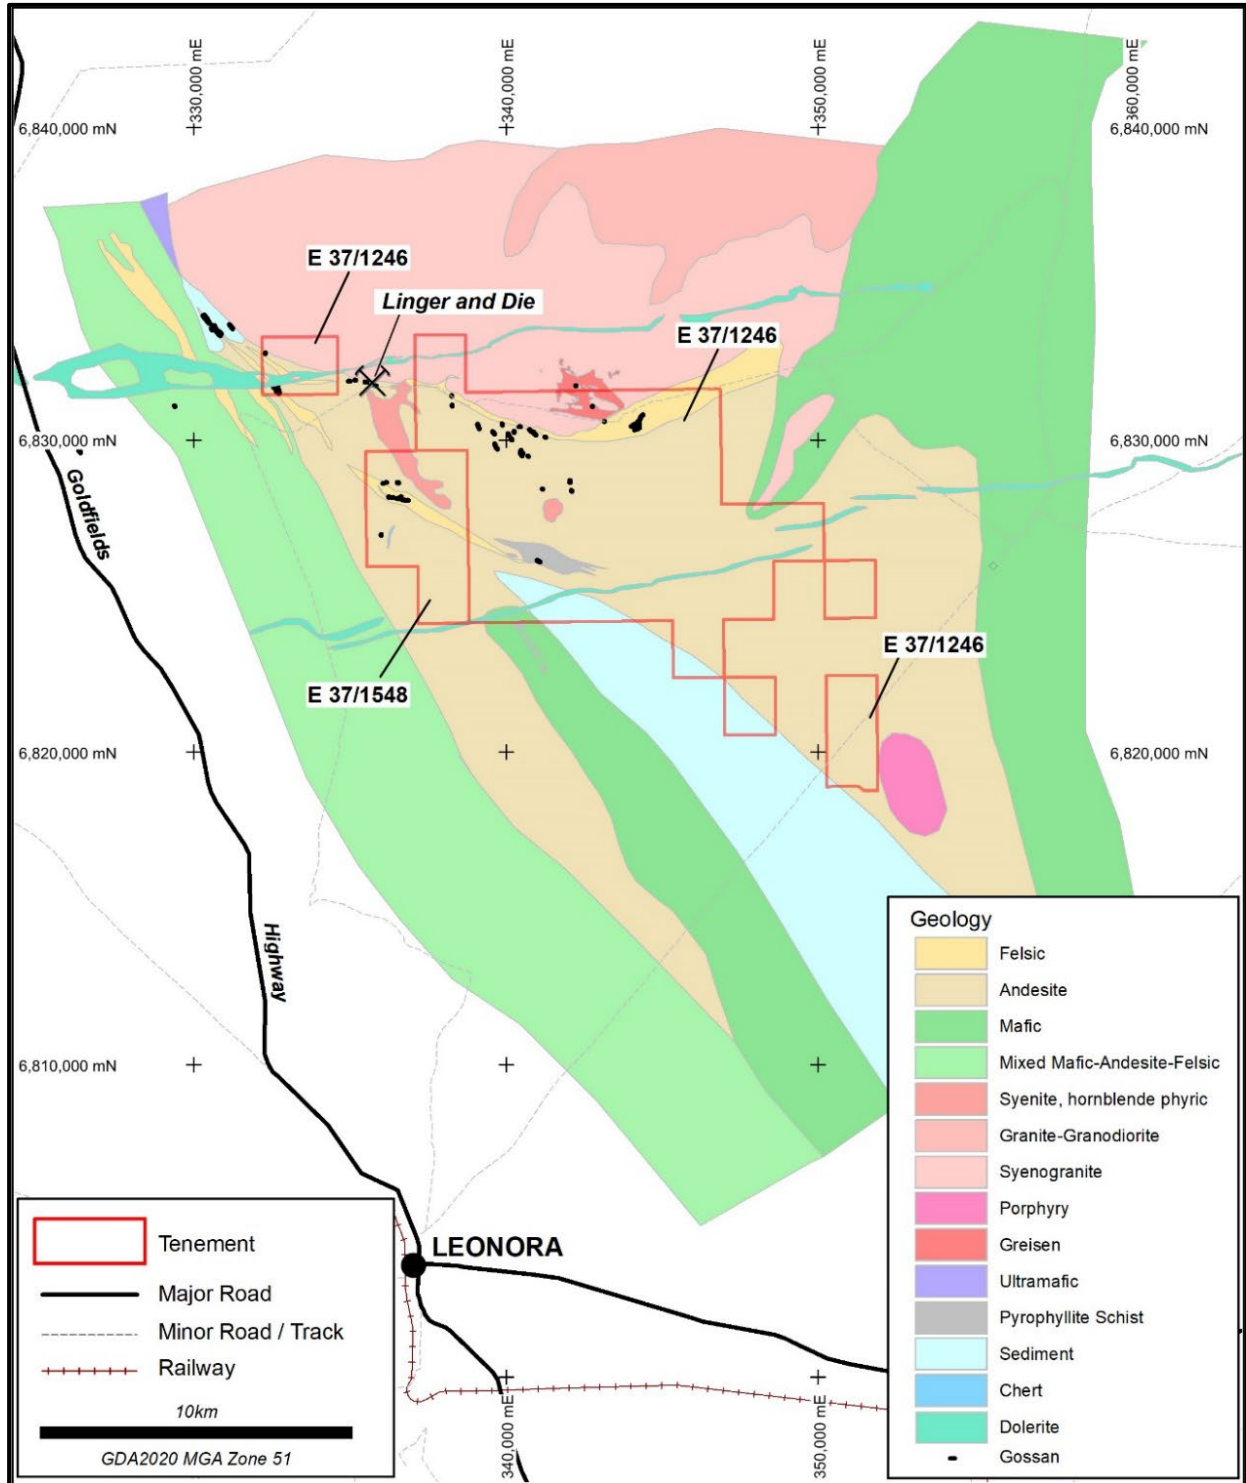 330,000 mE
340,000 mE
350,000 mE
360,000 mE
6,840,000 mN
6,840,000 mN
E 37/1246
Linger and Die
E 37/1246
6,830,000 mN
6,830,000 mN
Goldfields
E 37/1246
E 37/1548
6,820,000 mN
6,820,000 mN
Highway
6,810,000 mN
LEONORA
340,000 mE
350,000 mE
Tenement
Major Road
Minor Road / Track
Railway
10km
GDA2020 MGA Zone 51
Geology
Felsic
Andesite
Mafic
Mixed Mafic-Andesite-Felsic
Syenite, hornblende phyric
Granite-Granodiorite
Syenogranite
Porphyry
Greisen
Ultramafic
Pyrophyllite Schist
Sediment
Chert
Dolerite
Gossan